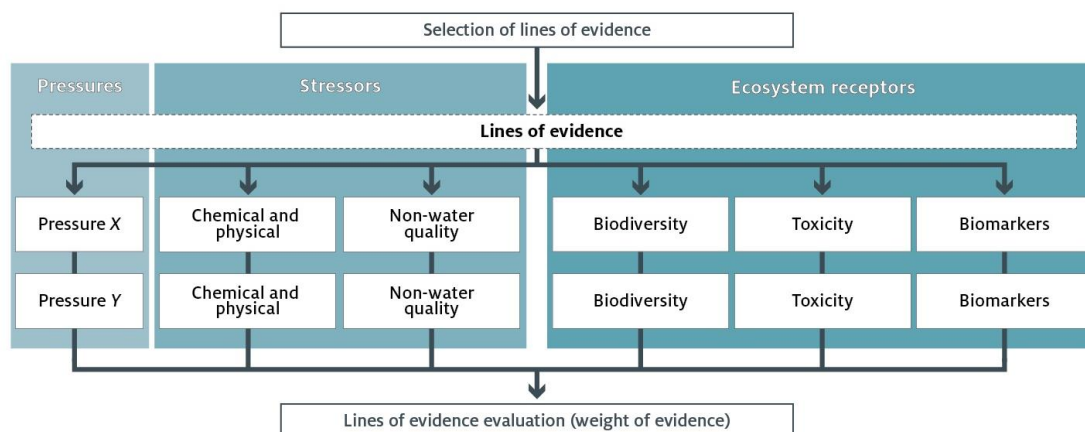 Selection of lines of evidence
Pressures
Stressors
Ecosystem receptors
Lines of evidence
Pressure X
Chemical and
physical
Non-water
quality
Biodiversity
Toxicity
Biomarkers
Pressure Y
Chemical and
physical
Non-water
quality
Biodiversity
Toxicity
Biomarkers
Lines of evidence evaluation (weight of evidence)